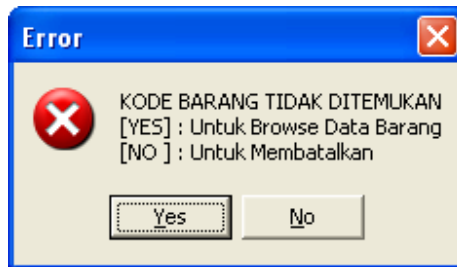 Error
KODE BARANG TIDAK DITEMUKAN
[YES] : Untuk Browse Data Barang
[NO ] : Untuk Membatalkan
Yes
No